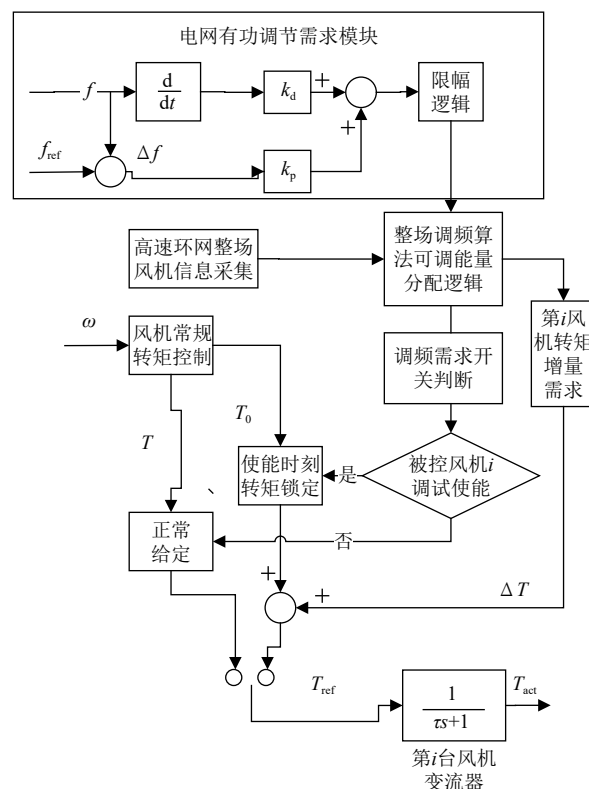 电网有功调节需求模块
f
d
dt
k_d
+
限幅
逻辑
+
f_ref
Δf
k_p
高速环网整场
风机信息采集
整场调频算
法可调能量
分配逻辑
ω
风机常规
转矩控制
调频需求开
关判断
第i风
机转矩
增量
需求
T
T_0
使能时刻
转矩锁定
是
被控风机i
调试使能
、
正常
给定
否
+
+
ΔT
T_ref
1
τs+1
T_act
第i台风机
变流器